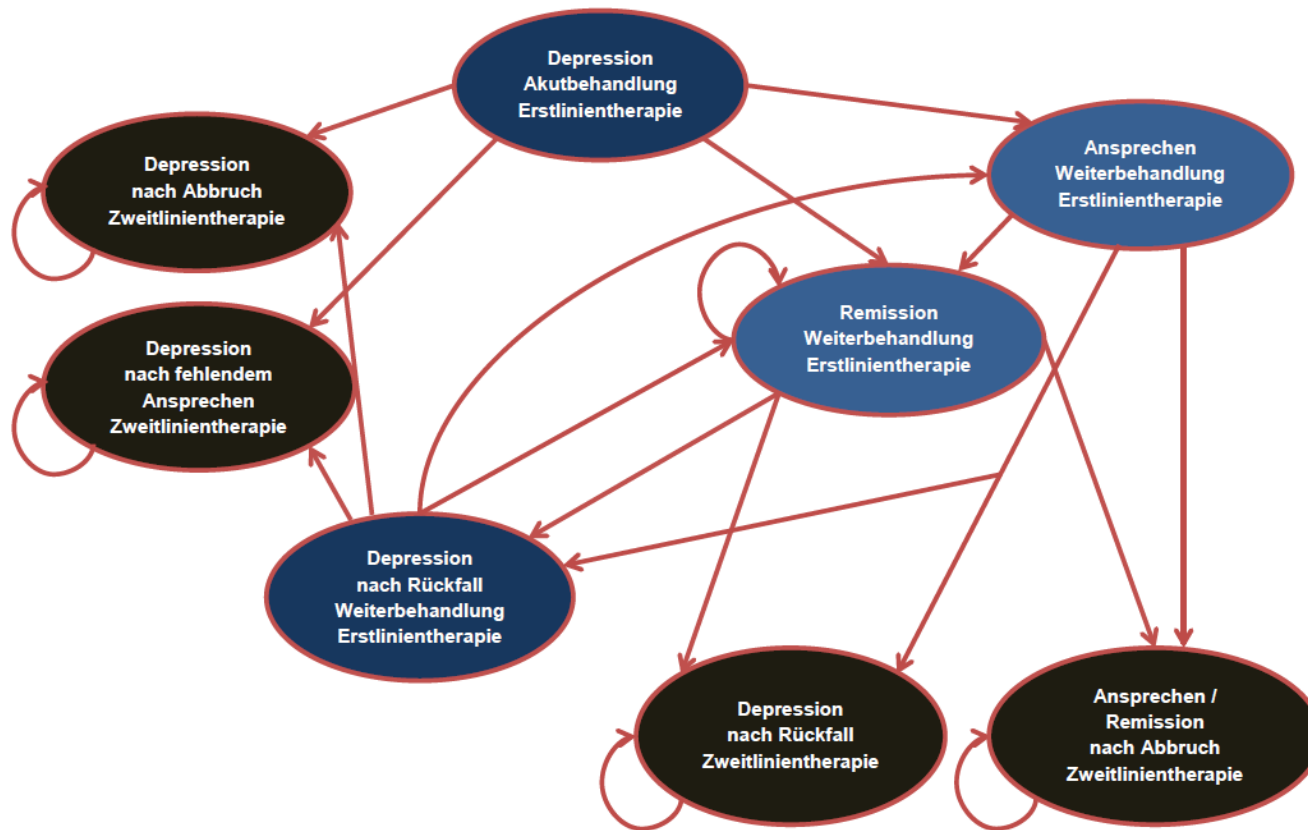 Depression
Akutbehandlung
Erstlinientherapie
Depression
nach Abbruch
Zweitlinientherapie
Ansprechen
Weiterbehandlung
Erstlinientherapie
Remission
Weiterbehandlung
Erstlinientherapie
Depression
nach fehlendem
Ansprechen
Zweitlinientherapie
Depression
nach Rückfall
Weiterbehandlung
Erstlinientherapie
Depression
nach Rückfall
Zweitlinientherapie
Ansprechen /
Remission
nach Abbruch
Zweitlinientherapie